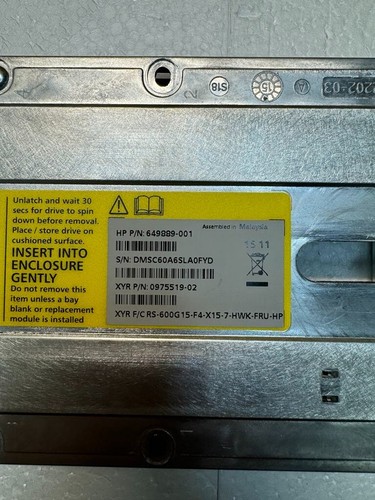 S18
15
A
Unlatch and wait 30
secs for drive to spin
down before removal.
Place / store drive on
cushioned surface.
INSERT INTO
ENCLOSURE
GENTLY
Do not remove this
item unless a bay
blank or replacement
module is installed
HP P/N: 649889-001
Assembled in Malaysia
15 11
S/N: DMSC60A6SLA0FYD
XYR P/N: 0975519-02
XYR F/C RS-600G15-F4-X15-7-HWK-FRU-HP